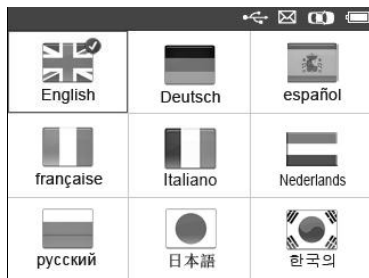 English
Deutsch
español
française
Italiano
Nederlands
русский
日本語
한국의